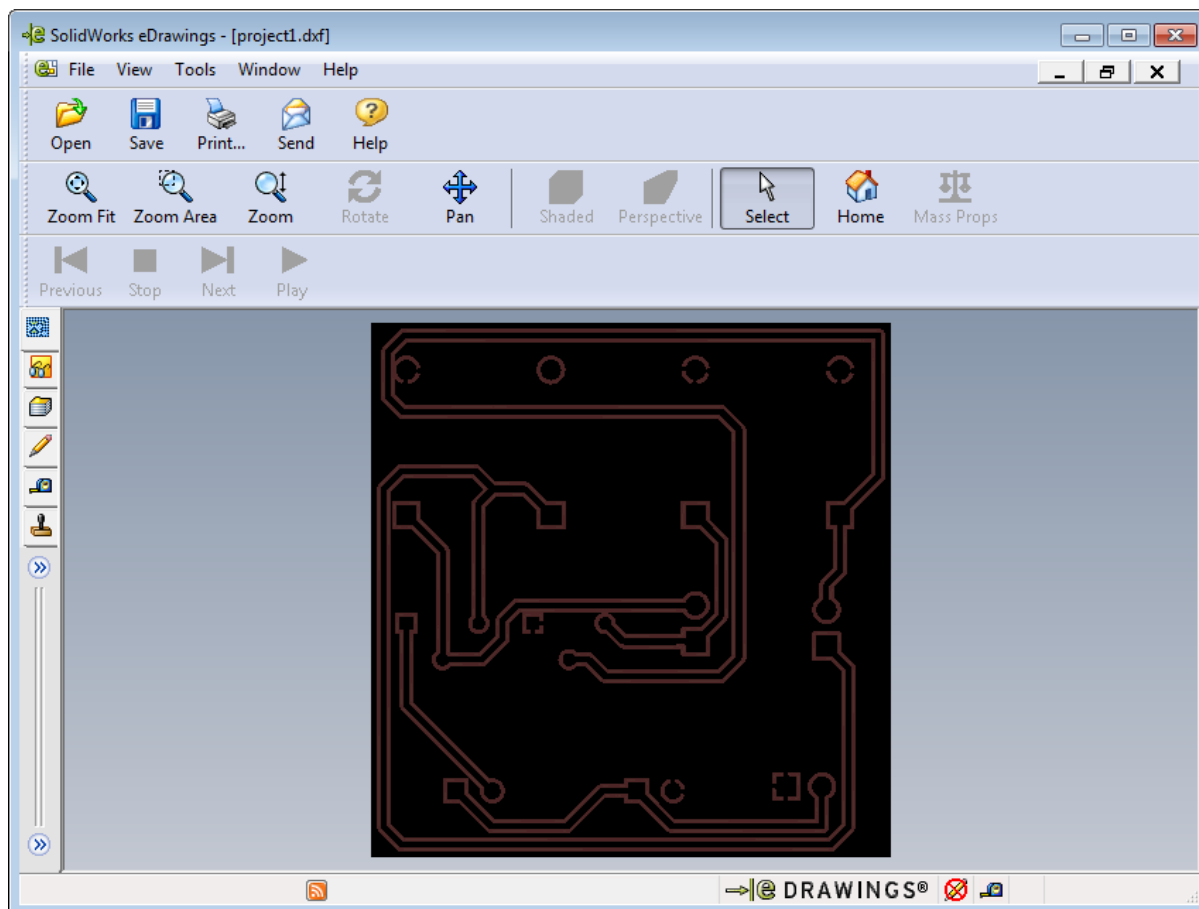 SolidWorks eDrawings - [project1.dxf]
File View Tools Window Help
Open Save Print... Send Help
Zoom Fit Zoom Area Zoom Rotate Pan Shaded Perspective Select Home Mass Props
Previous Stop Next Play
e DRAWINGS®